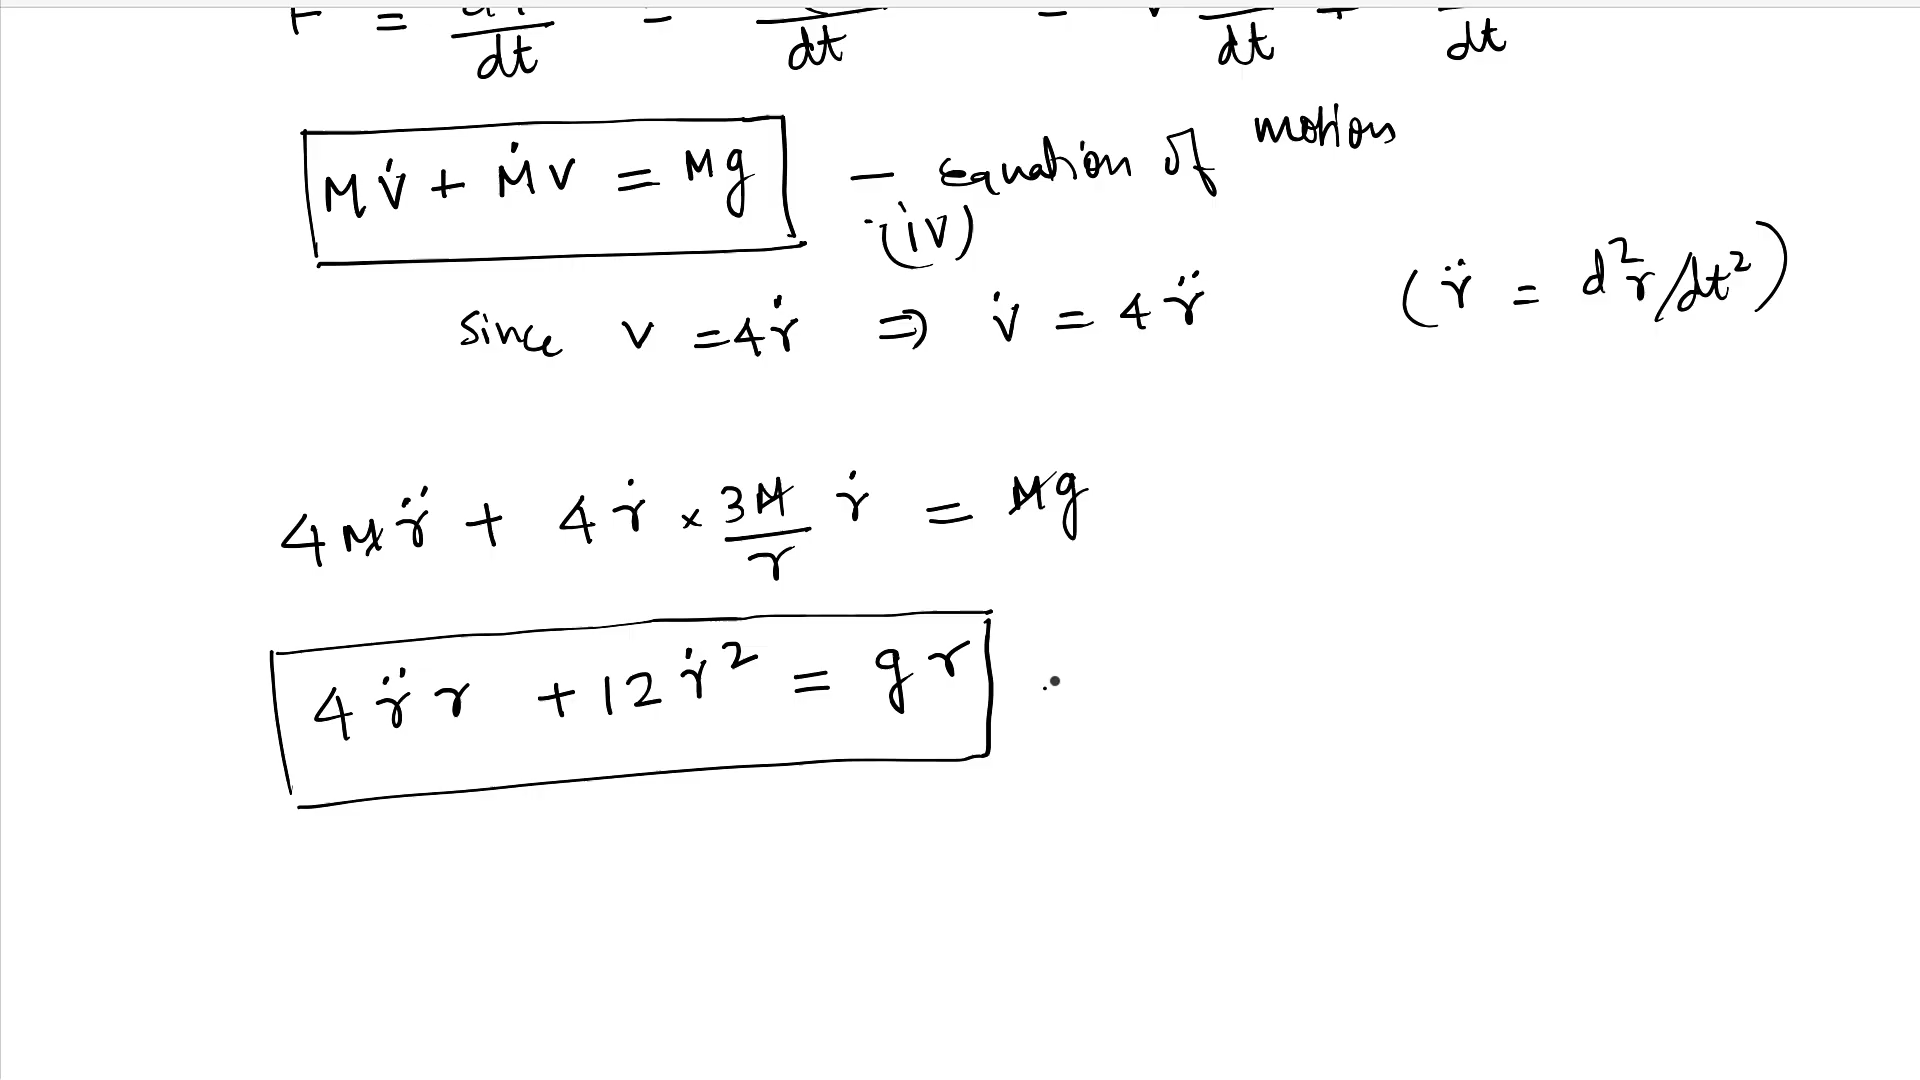 F = /dt = /dt = v /dt + /dt
Mv̇ + Ṁv = Mg — equation of motion
(iv)
since v = 4ṙ ⇒ v̇ = 4r̈ (r̈ = d²r/dt²)
4Mr̈ + 4ṙ × 3M/r ṙ = Mg
4r̈r + 12ṙ² = gr